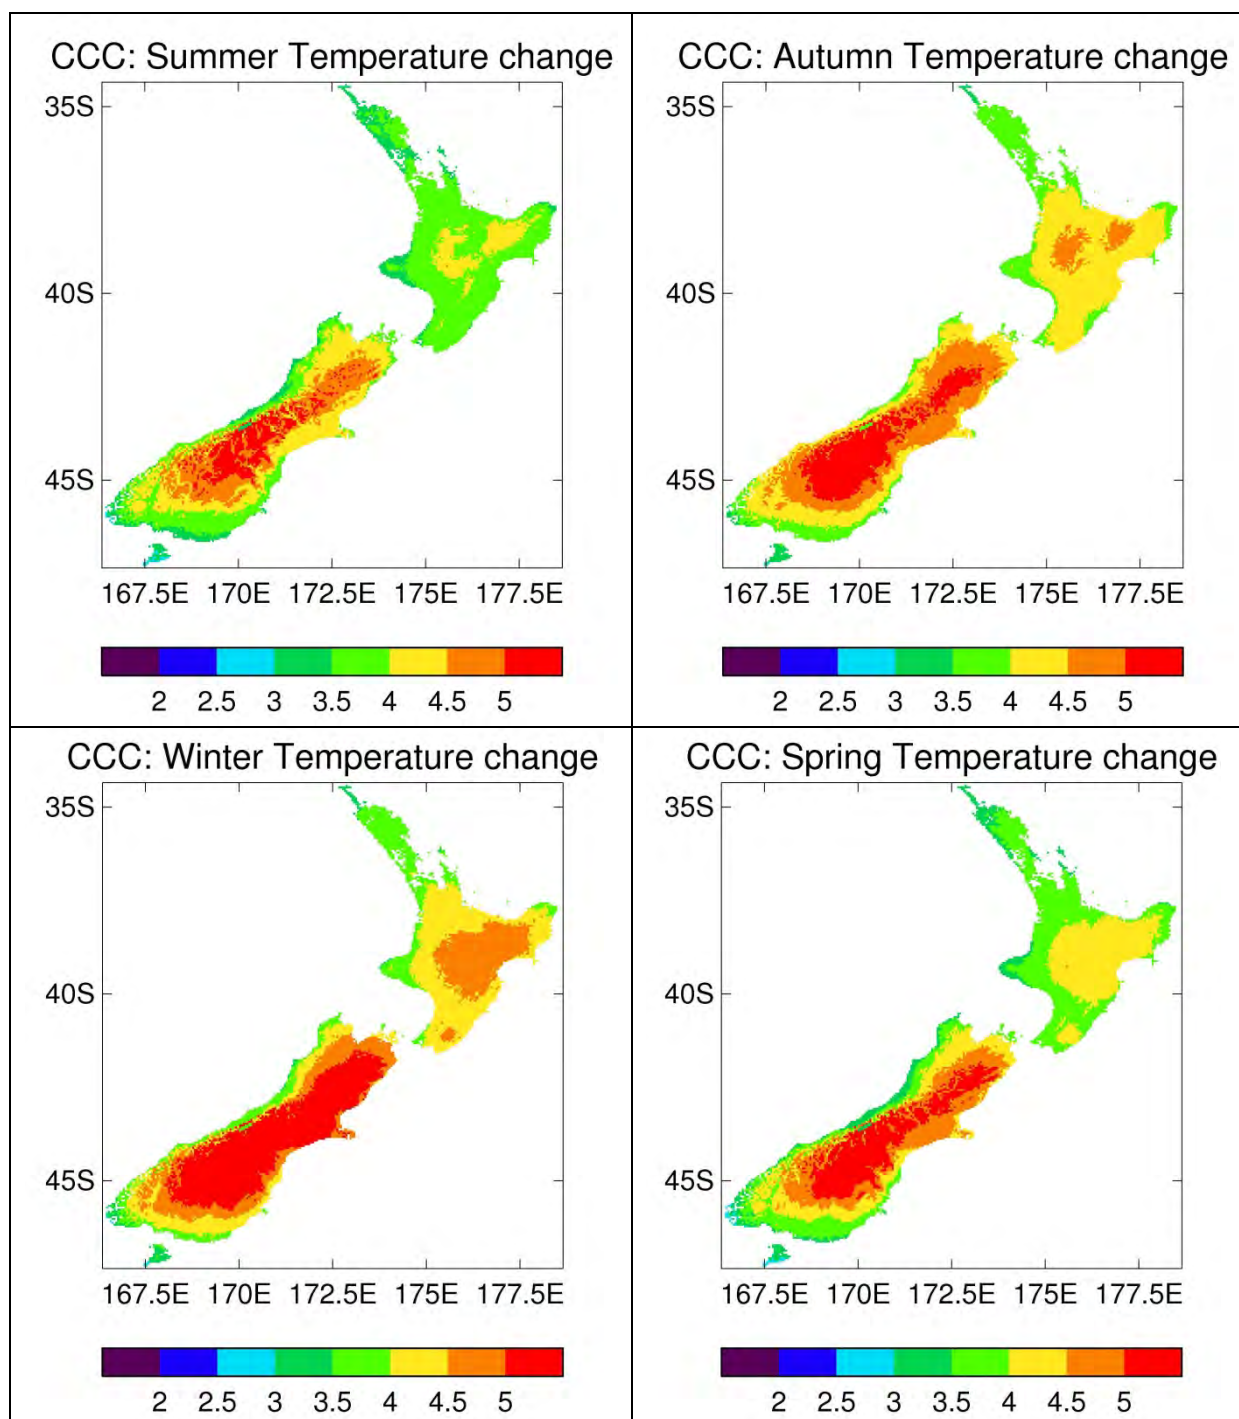 CCC: Summer Temperature change
35S
40S
45S
167.5E 170E 172.5E 175E 177.5E
2 2.5 3 3.5 4 4.5 5
CCC: Autumn Temperature change
35S
40S
45S
167.5E 170E 172.5E 175E 177.5E
2 2.5 3 3.5 4 4.5 5
CCC: Winter Temperature change
35S
40S
45S
167.5E 170E 172.5E 175E 177.5E
2 2.5 3 3.5 4 4.5 5
CCC: Spring Temperature change
35S
40S
45S
167.5E 170E 172.5E 175E 177.5E
2 2.5 3 3.5 4 4.5 5